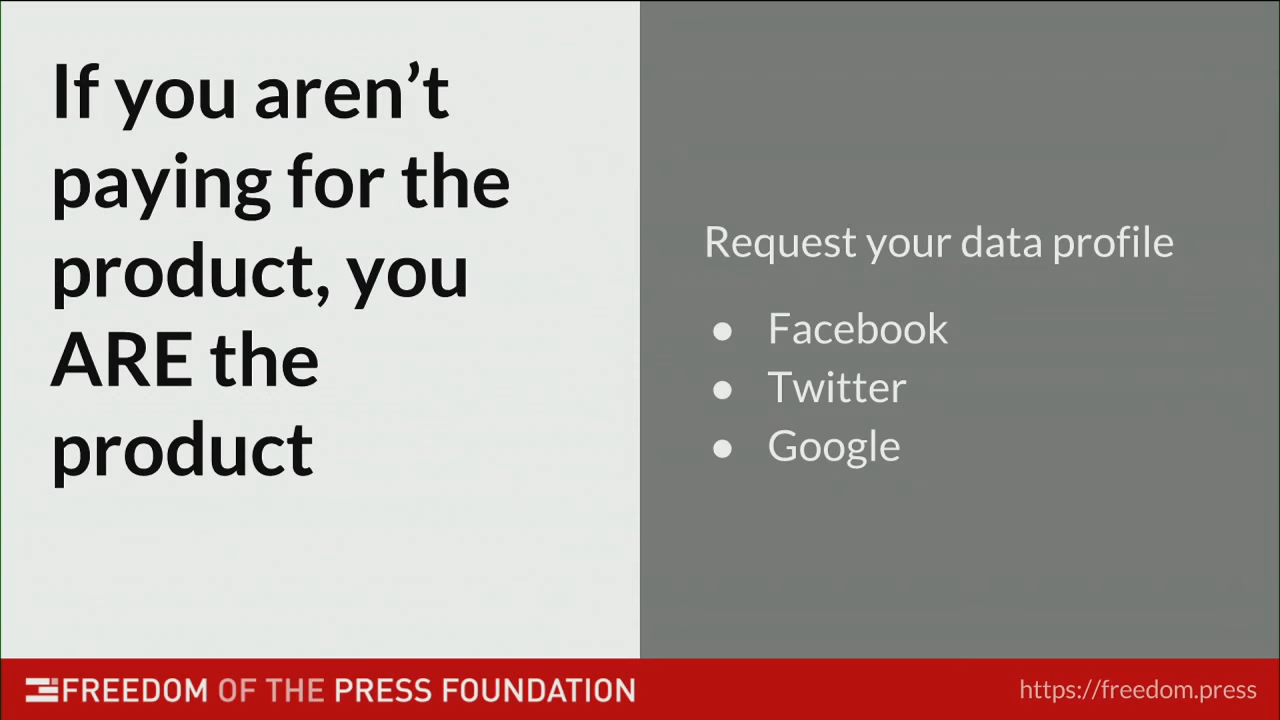 If you aren’t
paying for the
product, you
ARE the
product
Request your data profile
● Facebook
● Twitter
● Google
FREEDOM OF THE PRESS FOUNDATION
https://freedom.press